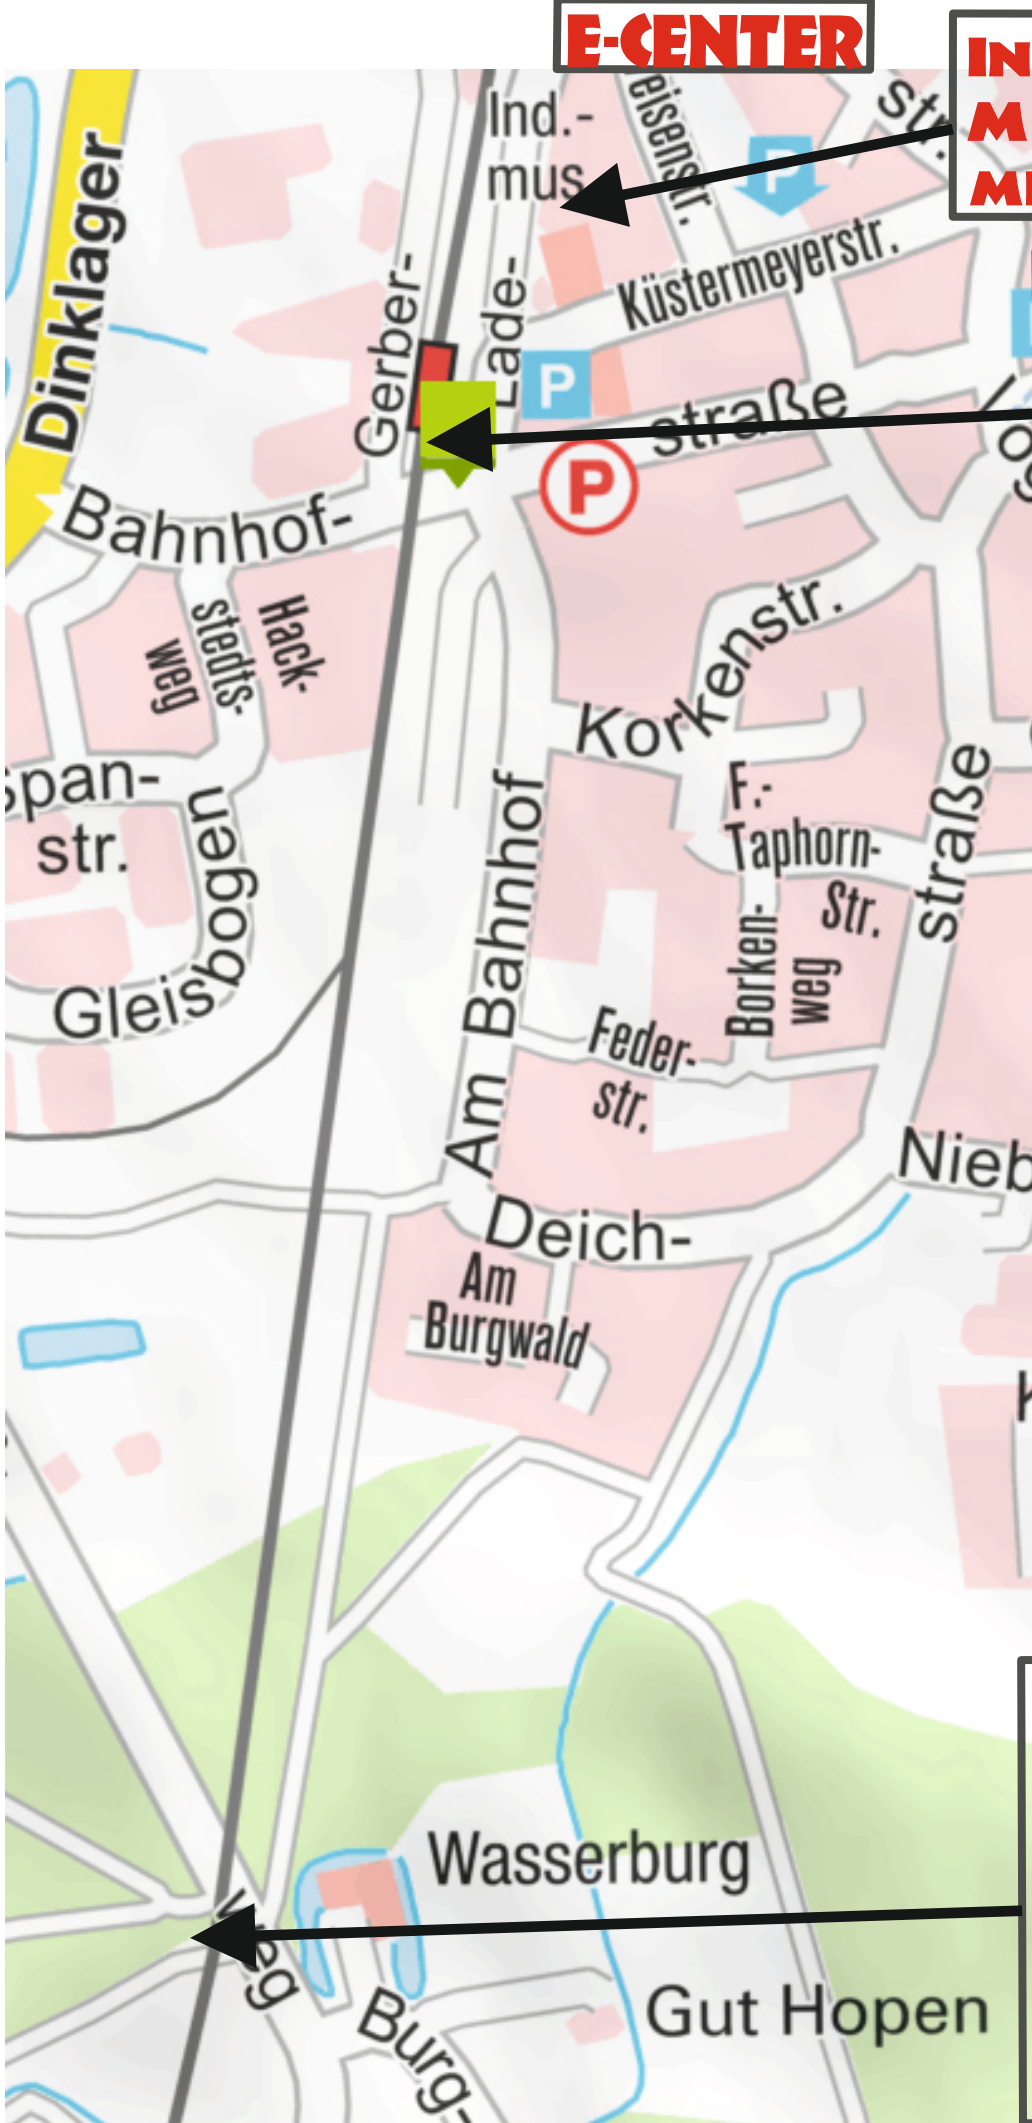 E-CENTER
IN
M
ME
Ind.-
mus
eisenstr.
str.
P
Küstermeyerstr.
Dinklager
Gerber-
Lade-
P
straße
P
Bahnhof-
Hack-
stedts-
weg
Korkenstr.
Span-
str.
Gleisbogen
F.-
Taphorn-
Str.
straße
Borken-
weg
Am Bahnhof
Feder-
str.
Nieb
Deich-
Am
Burgwald
Wasserburg
weg
Gut Hopen
Burg-